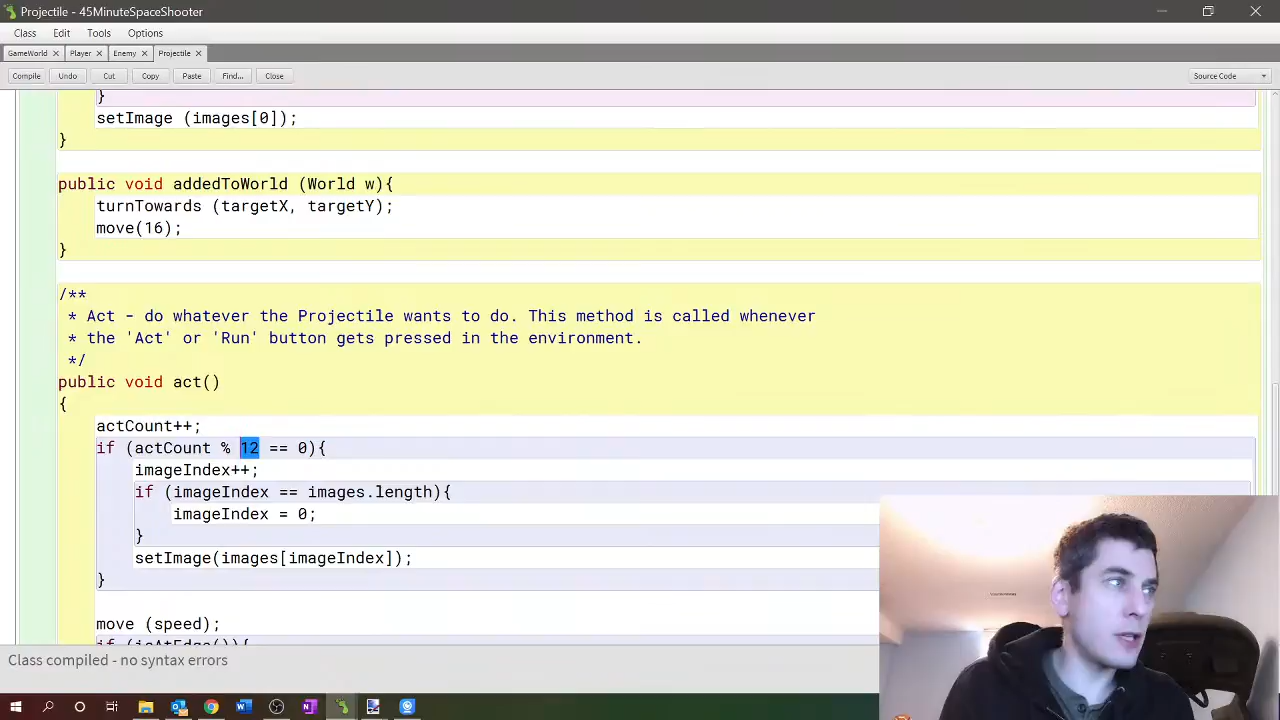 Projectile - 45MinuteSpaceShooter
Class Edit Tools Options
GameWorld × Player × Enemy × Projectile ×
Compile Undo Cut Copy Paste Find... Close Source Code
}
setImage (images[0]);
}
public void addedToWorld (World w){
turnTowards (targetX, targetY);
move(16);
}
/**
* Act - do whatever the Projectile wants to do. This method is called whenever
* the 'Act' or 'Run' button gets pressed in the environment.
*/
public void act()
{
actCount++;
if (actCount % 12 == 0){
imageIndex++;
if (imageIndex == images.length){
imageIndex = 0;
}
setImage(images[imageIndex]);
}
move (speed);
if (isAtEdge()){
Class compiled - no syntax errors